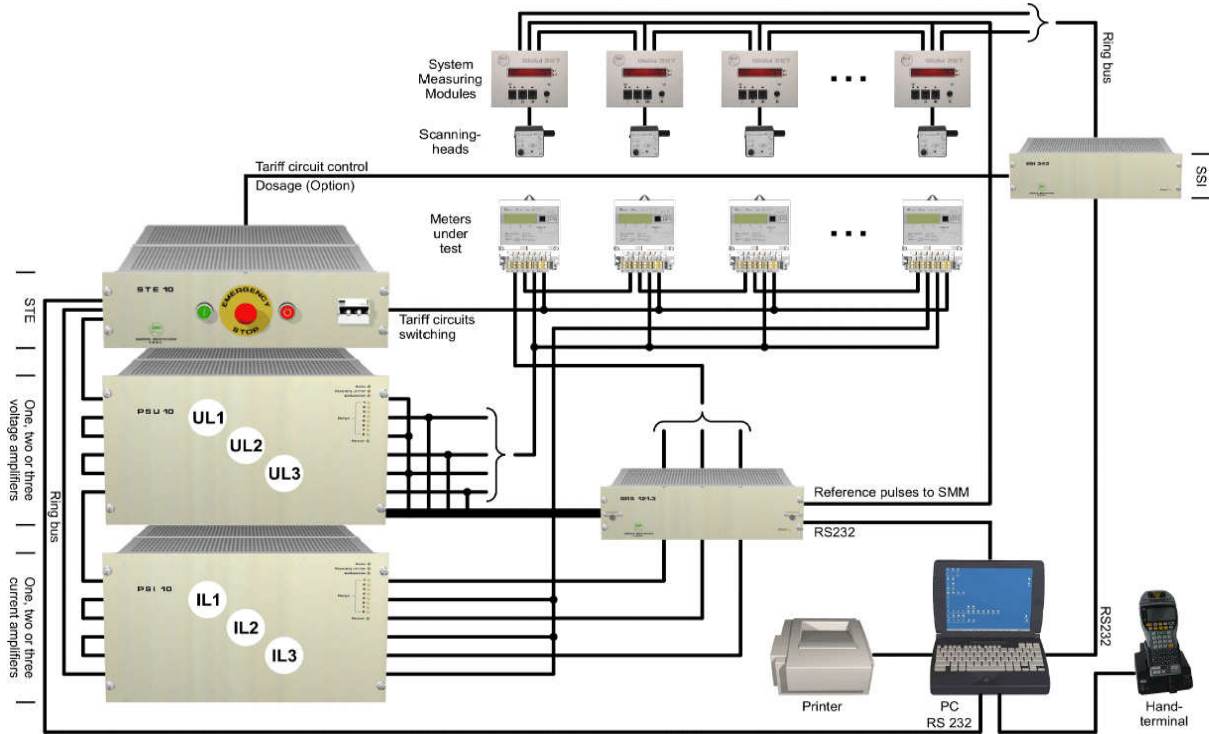 System
Measuring
Modules
Scanning-
heads
Ring bus
Tariff circuit control
Dosage (Option)
SSI
Meters
under
test
STE 10
EMERGENCY
STOP
STE
Tariff circuits
switching
PSU 10
UL1
UL2
UL3
One, two or three
voltage amplifiers
Ring bus
Reference pulses to SMM
RS232
PSI 10
IL1
IL2
IL3
One, two or three
current amplifiers
RS232
Printer
PC
RS 232
Hand-
terminal